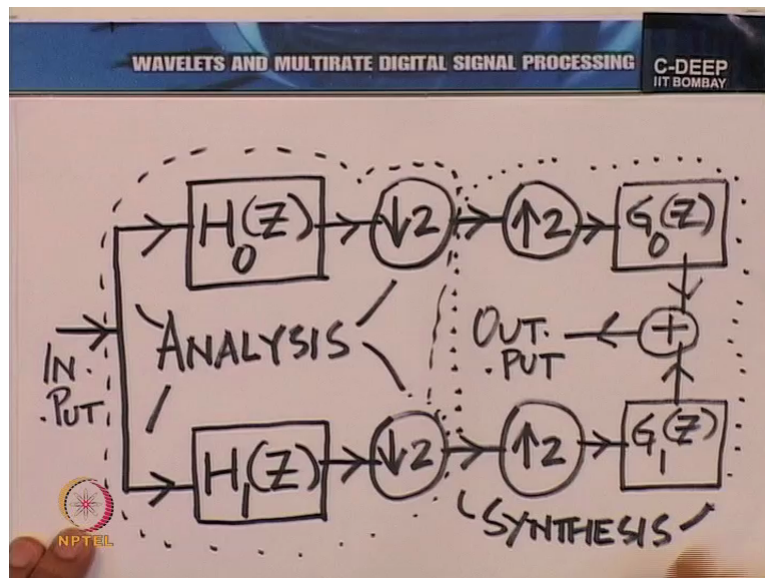 WAVELETS AND MULTIRATE DIGITAL SIGNAL PROCESSING
C-DEEP
IIT BOMBAY
H₀(Z)
↓2
↑2
G₀(Z)
IN.
.PUT
ANALYSIS
OUT.
.PUT
+
H₁(Z)
↓2
↑2
G₁(Z)
SYNTHESIS
NPTEL